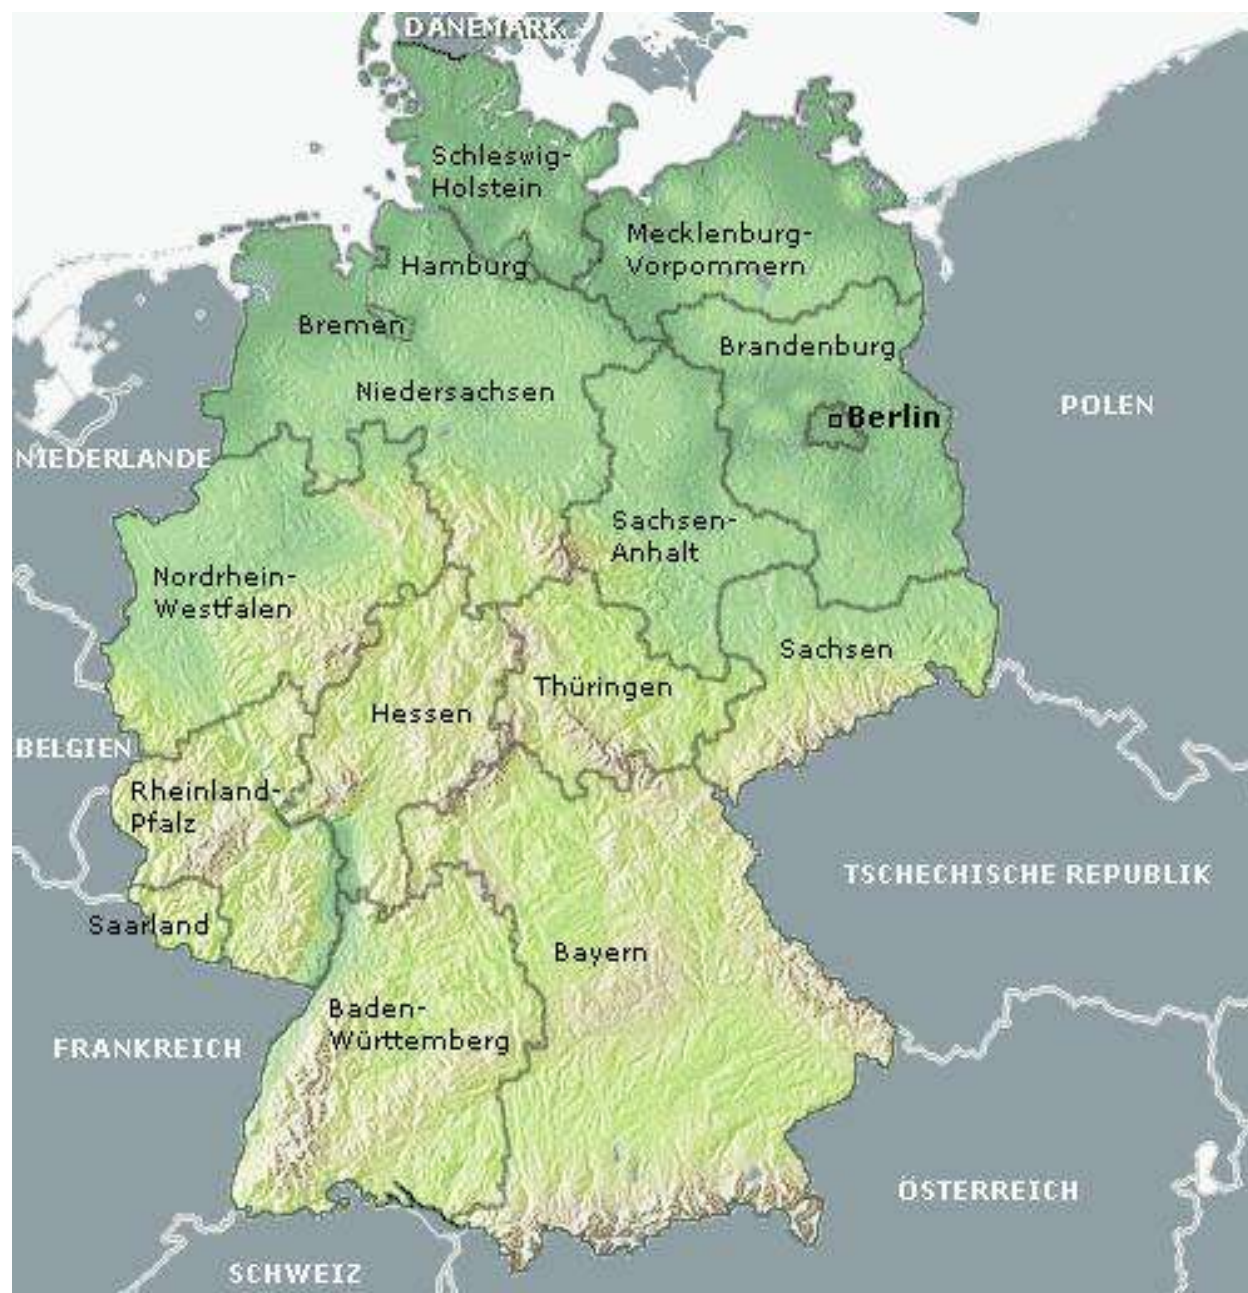 DÄNEMARK
Schleswig-
Holstein
Mecklenburg-
Vorpommern
Hamburg
Bremen
Brandenburg
Niedersachsen
Berlin
POLEN
NIEDERLANDE
Sachsen-
Anhalt
Nordrhein-
Westfalen
Sachsen
Thüringen
Hessen
BELGIEN
Rheinland-
Pfalz
TSCHECHISCHE REPUBLIK
Saarland
Bayern
Baden-
Württemberg
FRANKREICH
ÖSTERREICH
SCHWEIZ